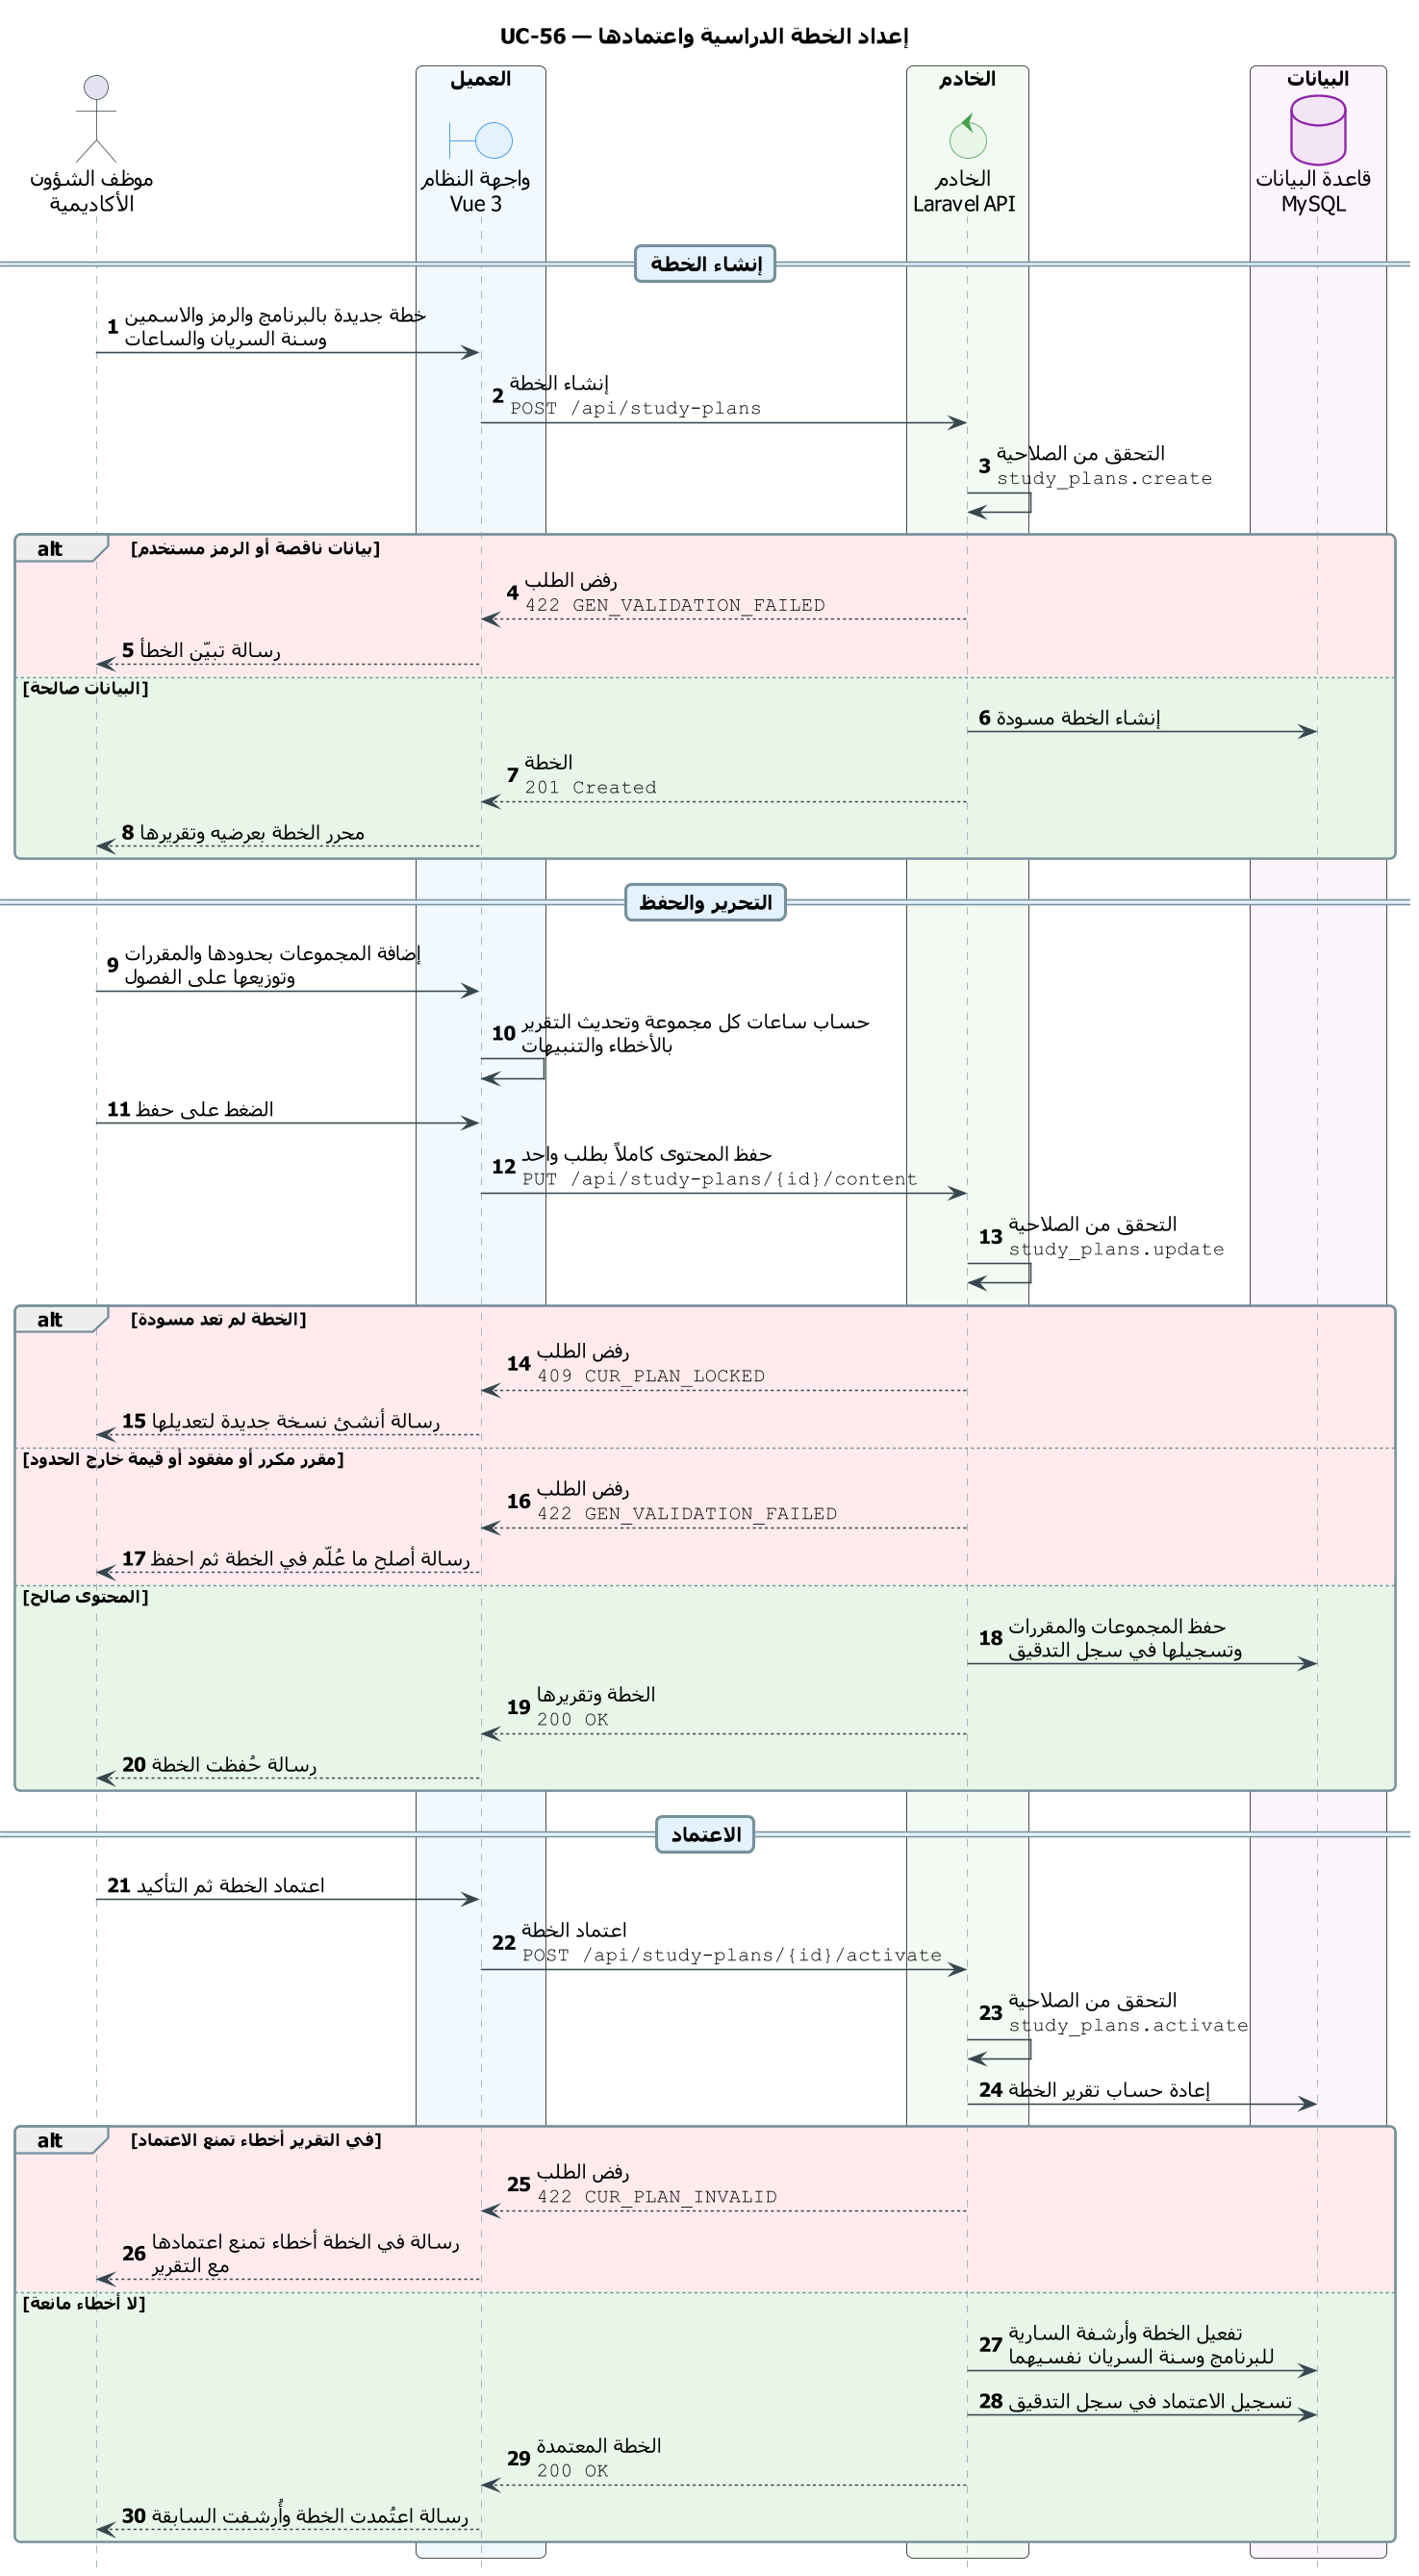 UC-56 — إعداد الخطة الدراسية واعتمادها
العميل
الخادم
البيانات
موظف الشؤون
الأكاديمية
واجهة النظام
Vue 3
الخادم
Laravel API
قاعدة البيانات
MySQL
إنشاء الخطة
1 خطة جديدة بالبرنامج والرمز والاسمين
وسنة السريان والساعات
2 إنشاء الخطة
POST /api/study-plans
3 التحقق من الصلاحية
study_plans.create
alt [بيانات ناقصة أو الرمز مستخدم]
4 رفض الطلب
422 GEN_VALIDATION_FAILED
5 رسالة تبيّن الخطأ
[البيانات صالحة]
6 إنشاء الخطة مسودة
7 الخطة
201 Created
8 محرر الخطة بعرضيه وتقريرها
التحرير والحفظ
9 إضافة المجموعات بحدودها والمقررات
وتوزيعها على الفصول
10 حساب ساعات كل مجموعة وتحديث التقرير
بالأخطاء والتنبيهات
11 الضغط على حفظ
12 حفظ المحتوى كاملاً بطلب واحد
PUT /api/study-plans/{id}/content
13 التحقق من الصلاحية
study_plans.update
alt [الخطة لم تعد مسودة]
14 رفض الطلب
409 CUR_PLAN_LOCKED
15 رسالة أنشئ نسخة جديدة لتعديلها
[مقرر مكرر أو مفقود أو قيمة خارج الحدود]
16 رفض الطلب
422 GEN_VALIDATION_FAILED
17 رسالة أصلح ما عُلّم في الخطة ثم احفظ
[المحتوى صالح]
18 حفظ المجموعات والمقررات
وتسجيلها في سجل التدقيق
19 الخطة وتقريرها
200 OK
20 رسالة حُفظت الخطة
الاعتماد
21 اعتماد الخطة ثم التأكيد
22 اعتماد الخطة
POST /api/study-plans/{id}/activate
23 التحقق من الصلاحية
study_plans.activate
24 إعادة حساب تقرير الخطة
alt [في التقرير أخطاء تمنع الاعتماد]
25 رفض الطلب
422 CUR_PLAN_INVALID
26 رسالة في الخطة أخطاء تمنع اعتمادها
مع التقرير
[لا أخطاء مانعة]
27 تفعيل الخطة وأرشفة السارية
للبرنامج وسنة السريان نفسيهما
28 تسجيل الاعتماد في سجل التدقيق
29 الخطة المعتمدة
200 OK
30 رسالة اعتُمدت الخطة وأُرشفت السابقة